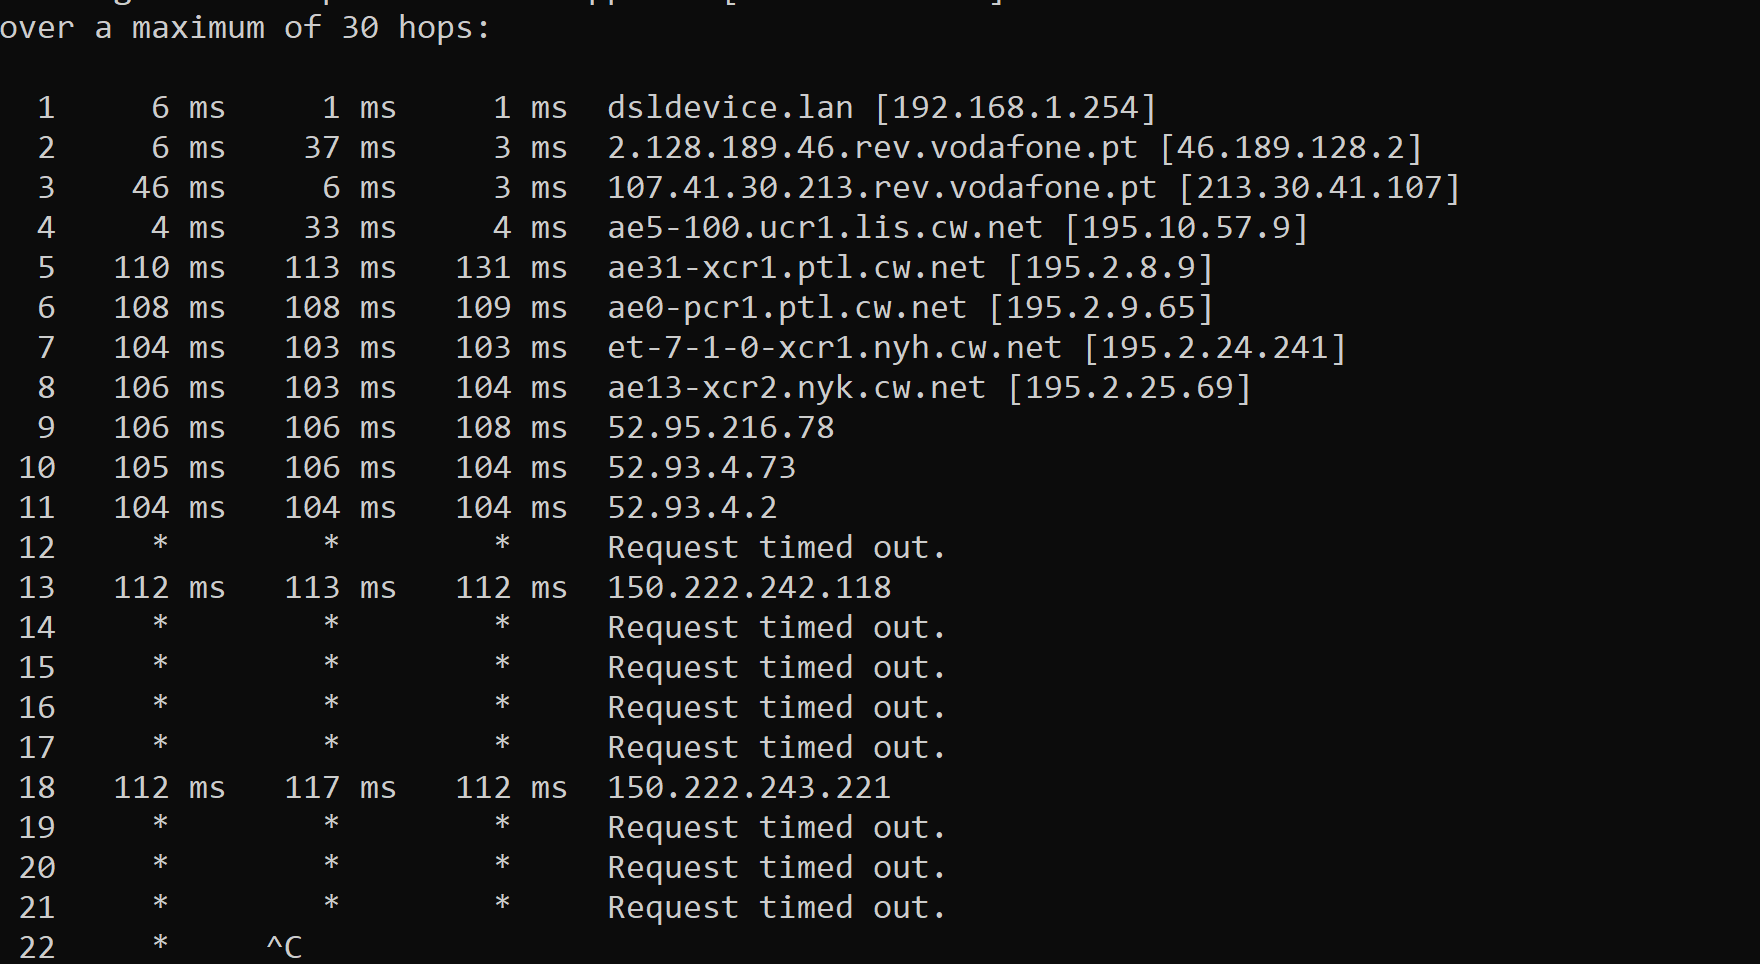 over a maximum of 30 hops:
1 6 ms 1 ms 1 ms dsldevice.lan [192.168.1.254]
2 6 ms 37 ms 3 ms 2.128.189.46.rev.vodafone.pt [46.189.128.2]
3 46 ms 6 ms 3 ms 107.41.30.213.rev.vodafone.pt [213.30.41.107]
4 4 ms 33 ms 4 ms ae5-100.ucr1.lis.cw.net [195.10.57.9]
5 110 ms 113 ms 131 ms ae31-xcr1.ptl.cw.net [195.2.8.9]
6 108 ms 108 ms 109 ms ae0-pcr1.ptl.cw.net [195.2.9.65]
7 104 ms 103 ms 103 ms et-7-1-0-xcr1.nyh.cw.net [195.2.24.241]
8 106 ms 103 ms 104 ms ae13-xcr2.nyk.cw.net [195.2.25.69]
9 106 ms 106 ms 108 ms 52.95.216.78
10 105 ms 106 ms 104 ms 52.93.4.73
11 104 ms 104 ms 104 ms 52.93.4.2
12 * * * Request timed out.
13 112 ms 113 ms 112 ms 150.222.242.118
14 * * * Request timed out.
15 * * * Request timed out.
16 * * * Request timed out.
17 * * * Request timed out.
18 112 ms 117 ms 112 ms 150.222.243.221
19 * * * Request timed out.
20 * * * Request timed out.
21 * * * Request timed out.
22 * ^C